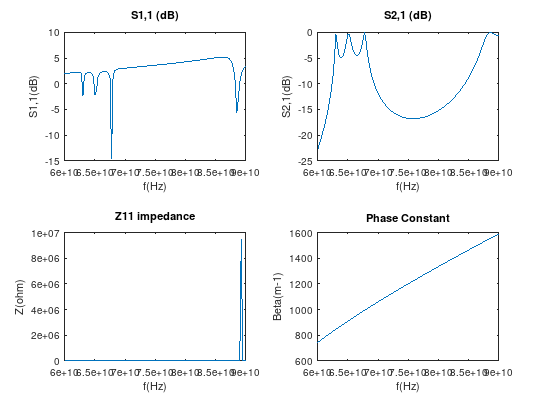 S1,1 (dB)
S1,1(dB)
10
5
0
-5
-10
-15
6e+10 6.5e+10 7e+10 7.5e+10 8e+10 8.5e+10 9e+10
f(Hz)
S2,1 (dB)
S2,1(dB)
0
-5
-10
-15
-20
-25
6e+10 6.5e+10 7e+10 7.5e+10 8e+10 8.5e+10 9e+10
f(Hz)
Z11 impedance
Z(ohm)
1e+07
8e+06
6e+06
4e+06
2e+06
0
6e+10 6.5e+10 7e+10 7.5e+10 8e+10 8.5e+10 9e+10
f(Hz)
Phase Constant
Beta(m-1)
1600
1400
1200
1000
800
600
6e+10 6.5e+10 7e+10 7.5e+10 8e+10 8.5e+10 9e+10
f(Hz)